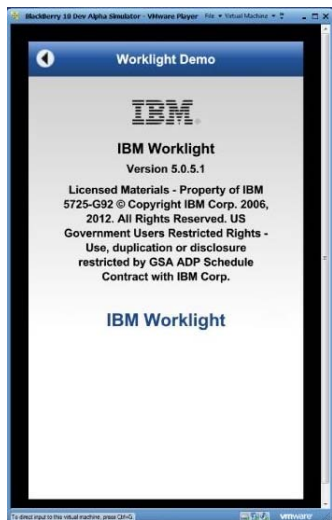 BlackBerry 10 Dev Alpha Simulator - VMware Player File ▾ Virtual Machine ▾
Worklight Demo
IBM®
IBM Worklight
Version 5.0.5.1
Licensed Materials - Property of IBM
5725-G92 © Copyright IBM Corp. 2006,
2012. All Rights Reserved. US
Government Users Restricted Rights -
Use, duplication or disclosure
restricted by GSA ADP Schedule
Contract with IBM Corp.
IBM Worklight
To direct input to this virtual machine, press Ctrl+G.
vmware